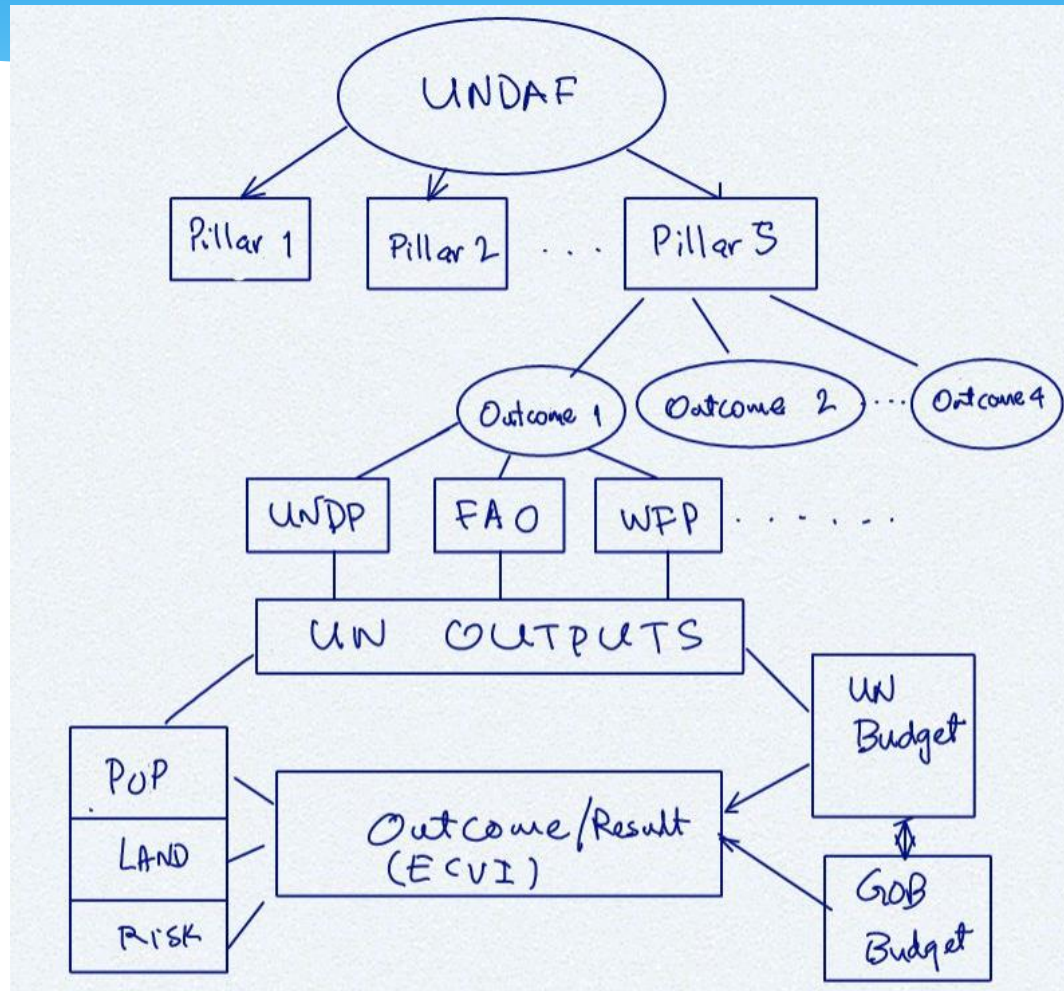 UNDAF
Pillar 1
Pillar 2
. . .
Pillar 5
Outcome 1
Outcome 2
...
Outcome 4
UNDP
FAO
WFP
. . . . . .
UN OUTPUTS
UN
Budget
POP
LAND
RISK
Outcome/Result
(ECVI)
GOB
Budget